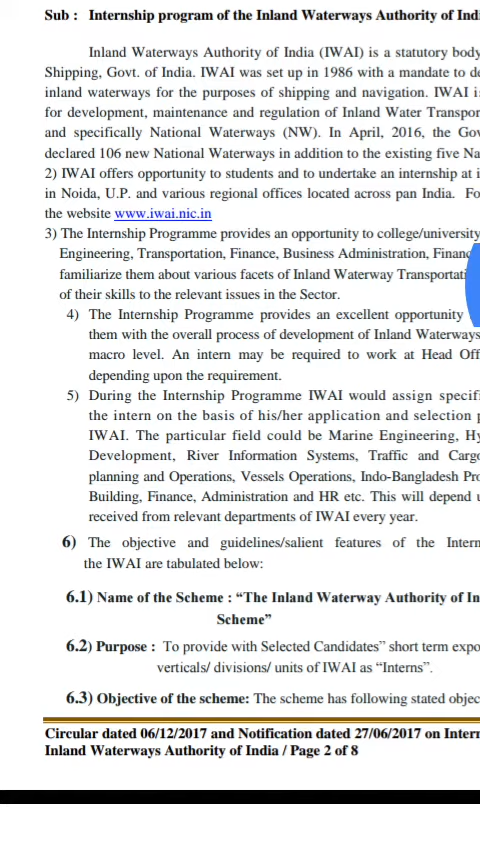 Sub : Internship program of the Inland Waterways Authority of Indi
Inland Waterways Authority of India (IWAI) is a statutory body
Shipping, Govt. of India. IWAI was set up in 1986 with a mandate to de
inland waterways for the purposes of shipping and navigation. IWAI i
for development, maintenance and regulation of Inland Water Transpor
and specifically National Waterways (NW). In April, 2016, the Gov
declared 106 new National Waterways in addition to the existing five Na
2) IWAI offers opportunity to students and to undertake an internship at i
in Noida, U.P. and various regional offices located across pan India. Fo
the website www.iwai.nic.in
3) The Internship Programme provides an opportunity to college/university
Engineering, Transportation, Finance, Business Administration, Financ
familiarize them about various facets of Inland Waterway Transportati
of their skills to the relevant issues in the Sector.
4) The Internship Programme provides an excellent opportunity
them with the overall process of development of Inland Waterways
macro level. An intern may be required to work at Head Off
depending upon the requirement.
5) During the Internship Programme IWAI would assign specifi
the intern on the basis of his/her application and selection p
IWAI. The particular field could be Marine Engineering, Hy
Development, River Information Systems, Traffic and Cargo
planning and Operations, Vessels Operations, Indo-Bangladesh Pro
Building, Finance, Administration and HR etc. This will depend u
received from relevant departments of IWAI every year.
6) The objective and guidelines/salient features of the Intern
the IWAI are tabulated below:
6.1) Name of the Scheme : “The Inland Waterway Authority of In
Scheme”
6.2) Purpose : To provide with Selected Candidates” short term expo
verticals/ divisions/ units of IWAI as “Interns”.
6.3) Objective of the scheme: The scheme has following stated objec
Circular dated 06/12/2017 and Notification dated 27/06/2017 on Intern
Inland Waterways Authority of India / Page 2 of 8